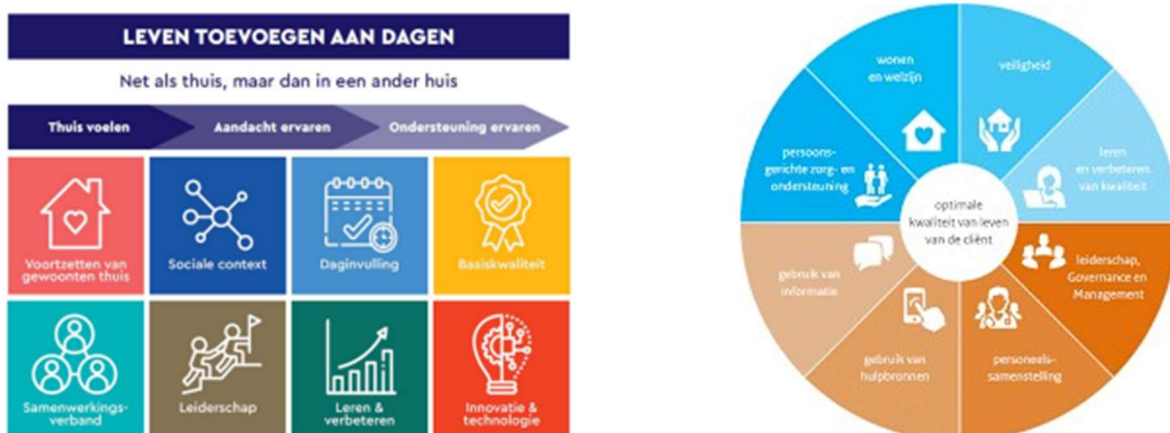 LEVEN TOEVOEGEN AAN DAGEN
Net als thuis, maar dan in een ander huis
Thuis voelen
Aandacht ervaren
Ondersteuning ervaren
Voortzetten van
gewoonten thuis
Sociale context
Daginvulling
Basiskwaliteit
Samenwerkings-
verband
Leiderschap
Leren &
verbeteren
Innovatie &
technologie
wonen
en welzijn
veiligheid
persoons-
gerichte zorg- en
ondersteuning
leren
en verbeteren
van kwaliteit
optimale
kwaliteit van leven
van de cliënt
gebruik van
informatie
leiderschap,
Governance en
Management
gebruik van
hulpbronnen
personeels-
samenstelling